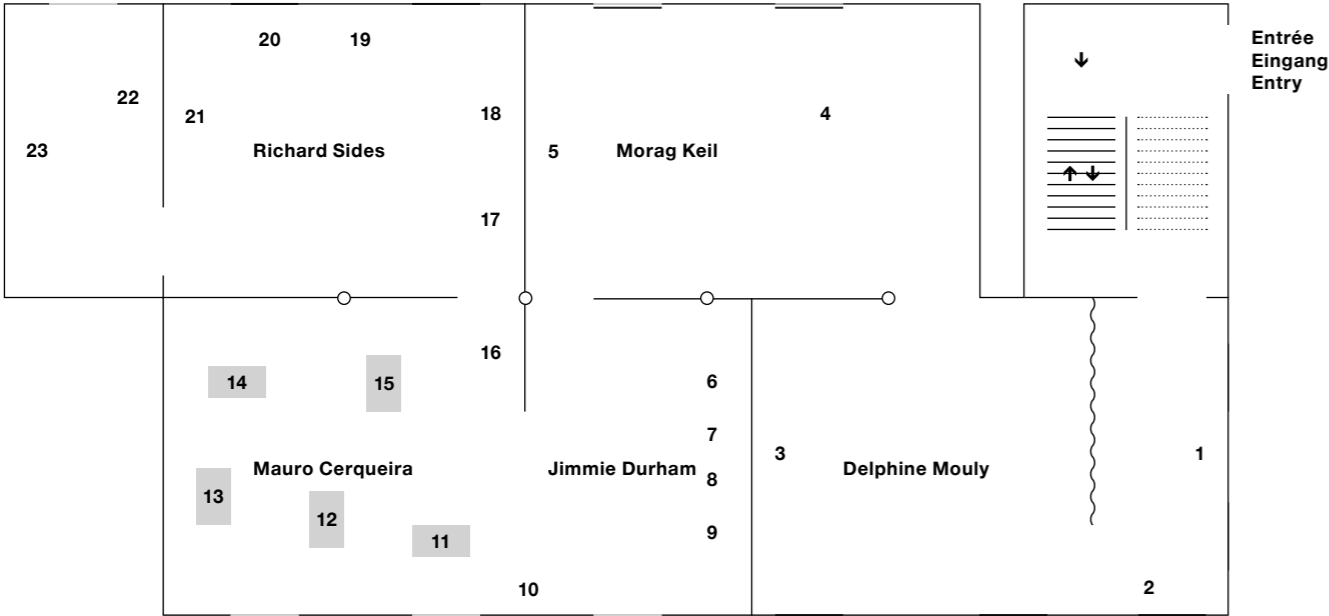 20
19
Entrée
Eingang
Entry
22
21
18
4
23
Richard Sides
5
Morag Keil
17
16
14
15
6
7
3
1
Mauro Cerqueira
Jimmie Durham
8
Delphine Mouly
13
12
11
9
10
2